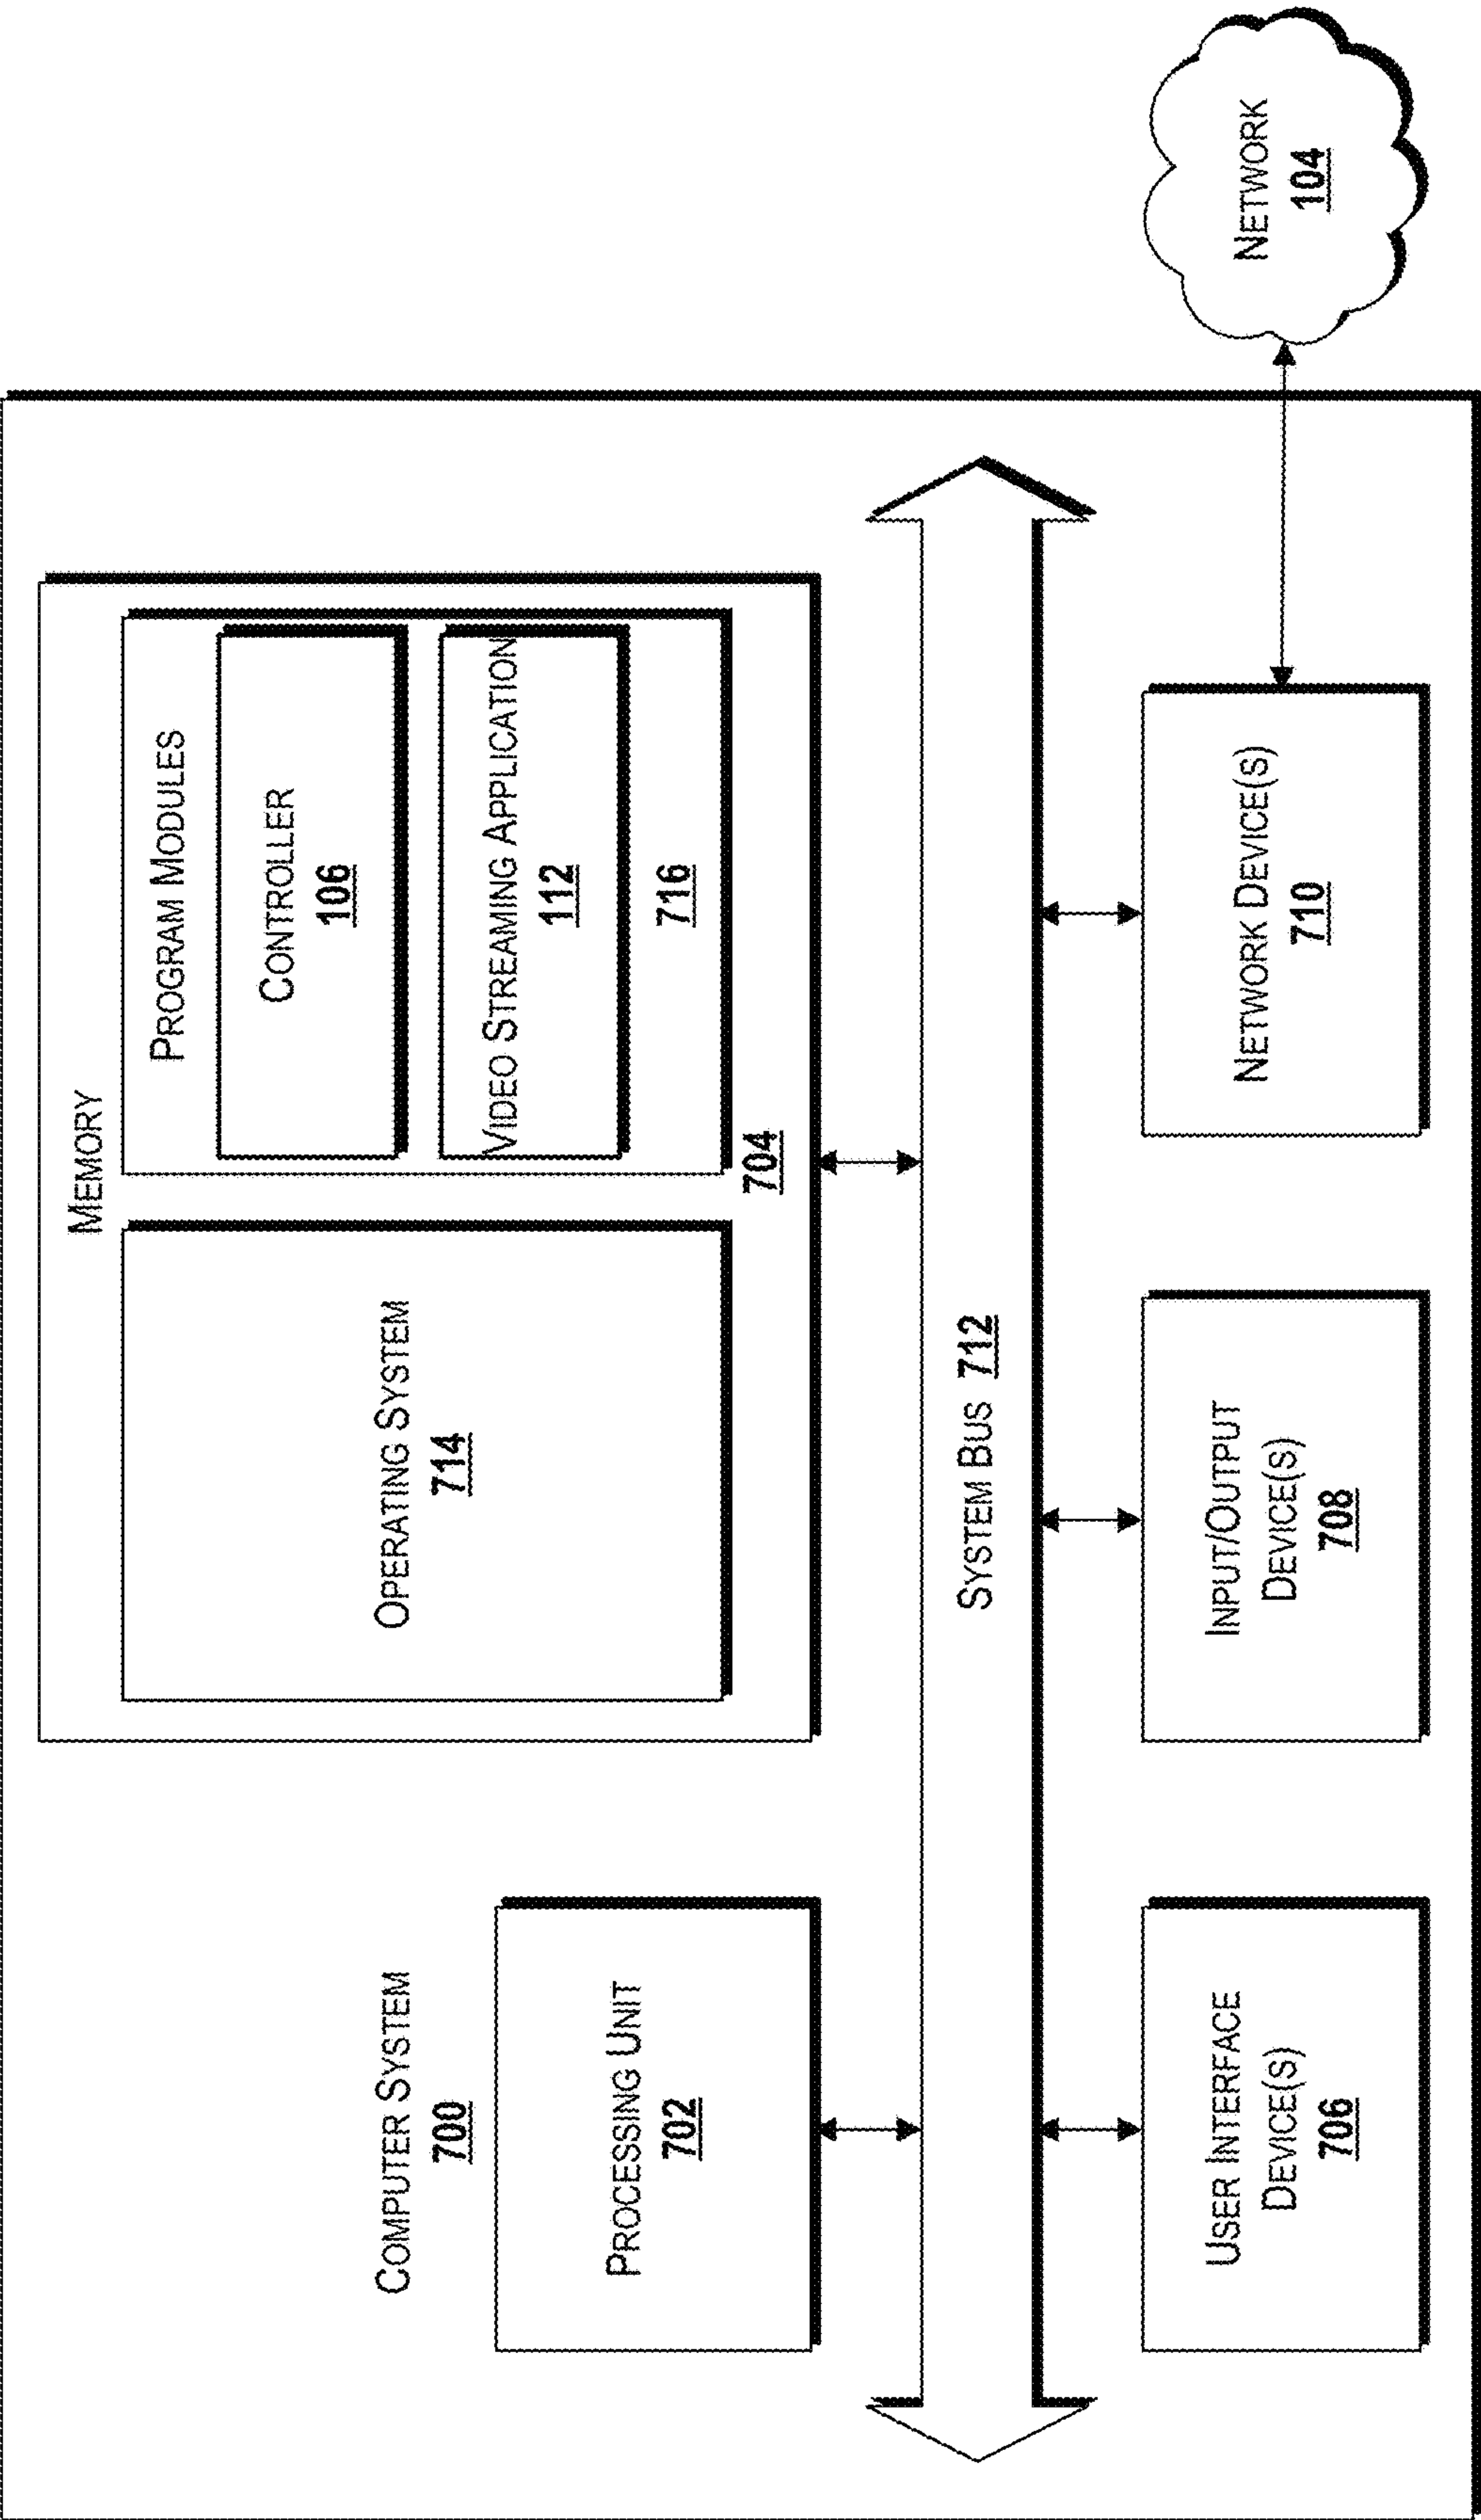 COMPUTER SYSTEM
700
PROCESSING UNIT
702
MEMORY
OPERATING SYSTEM
714
PROGRAM MODULES
CONTROLLER
106
VIDEO STREAMING APPLICATION
112
716
704
SYSTEM BUS 712
USER INTERFACE
DEVICE(S)
706
INPUT/OUTPUT
DEVICE(S)
708
NETWORK DEVICE(S)
710
NETWORK
104